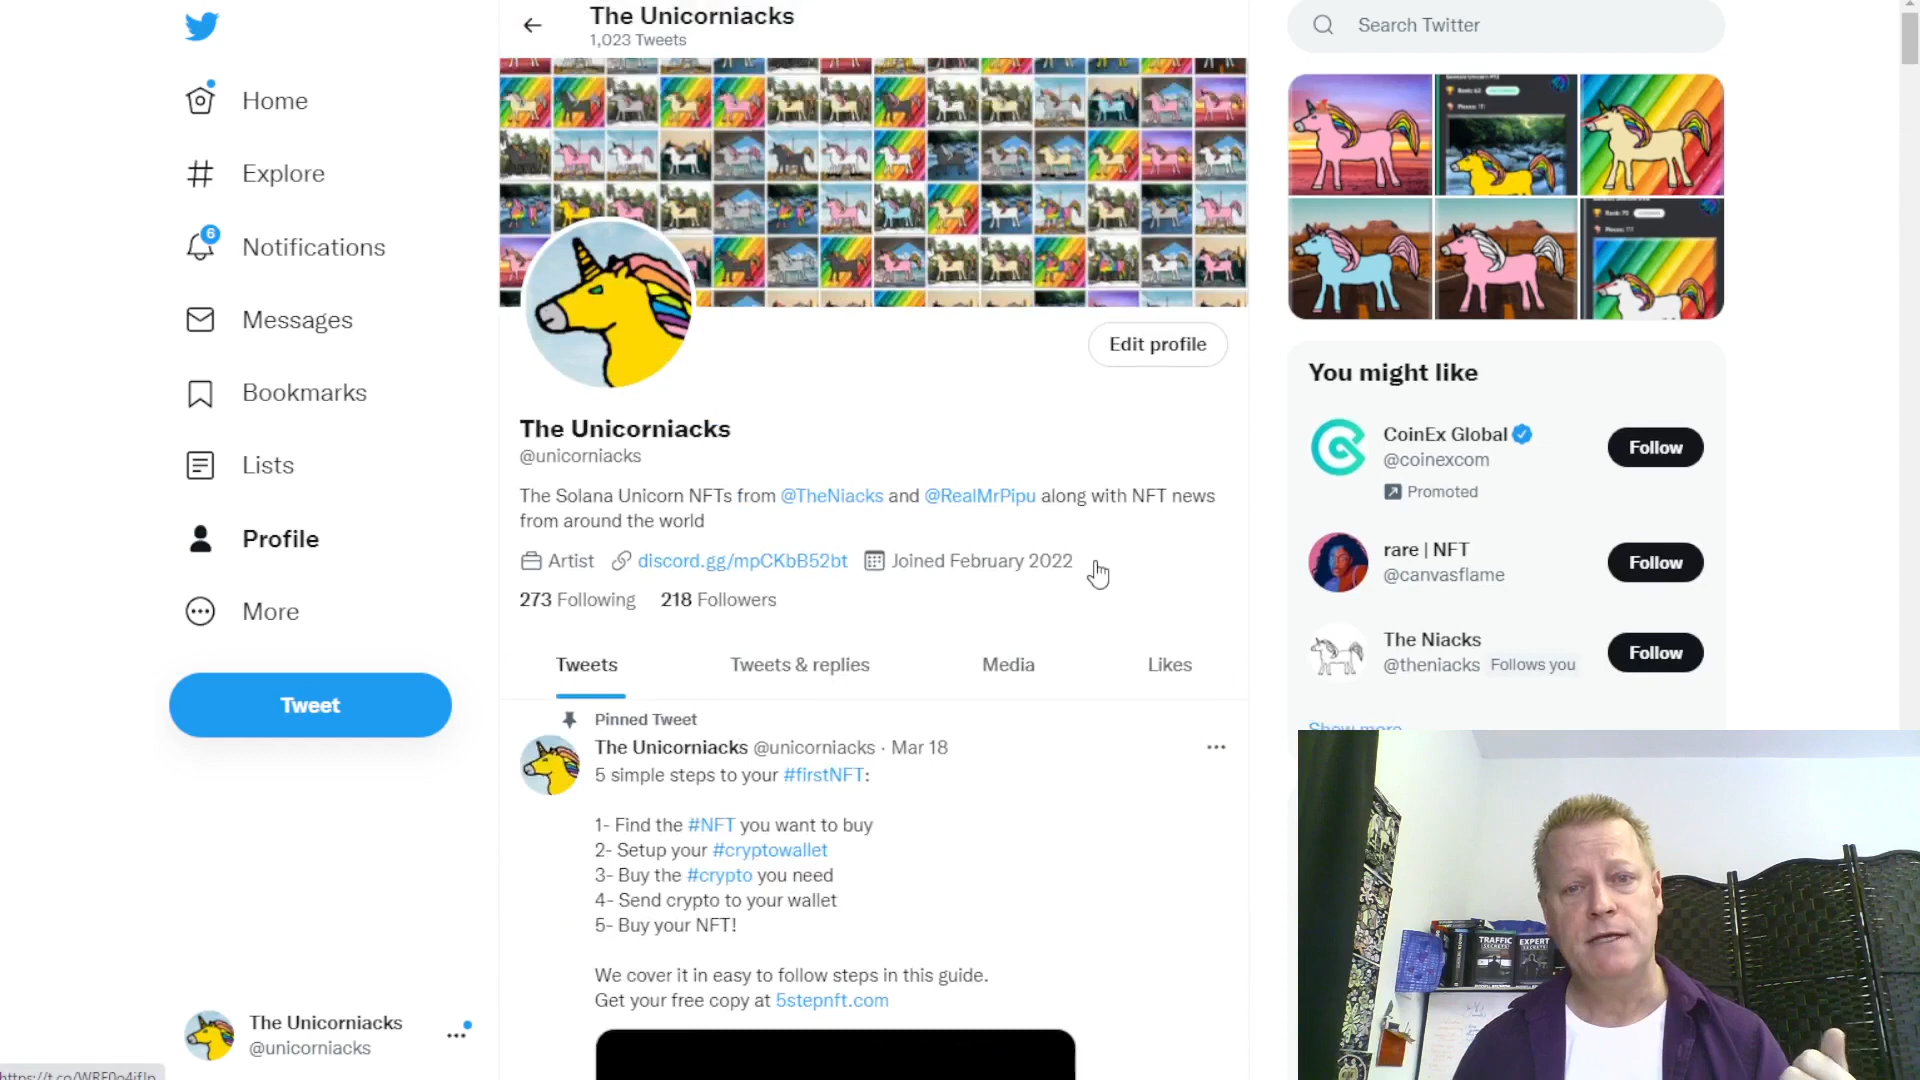 The Unicorniacks
1,023 Tweets
Search Twitter
Home
Explore
6
Notifications
Messages
Bookmarks
Lists
Profile
More
Tweet
The Unicorniacks
@unicorniacks
Edit profile
The Unicorniacks
@unicorniacks
The Solana Unicorn NFTs from @TheNiacks and @RealMrPipu along with NFT news
from around the world
Artist discord.gg/mpCKbB52bt Joined February 2022
273 Following 218 Followers
Tweets Tweets & replies Media Likes
Pinned Tweet
The Unicorniacks @unicorniacks · Mar 18
5 simple steps to your #firstNFT:
1- Find the #NFT you want to buy
2- Setup your #cryptowallet
3- Buy the #crypto you need
4- Send crypto to your wallet
5- Buy your NFT!
We cover it in easy to follow steps in this guide.
Get your free copy at 5stepnft.com
You might like
CoinEx Global
@coinexcom
Promoted
Follow
rare | NFT
@canvasflame
Follow
The Niacks
@theniacks Follows you
Follow
Show more
TRAFFIC
SECRETS
EXPERT
SECRETS